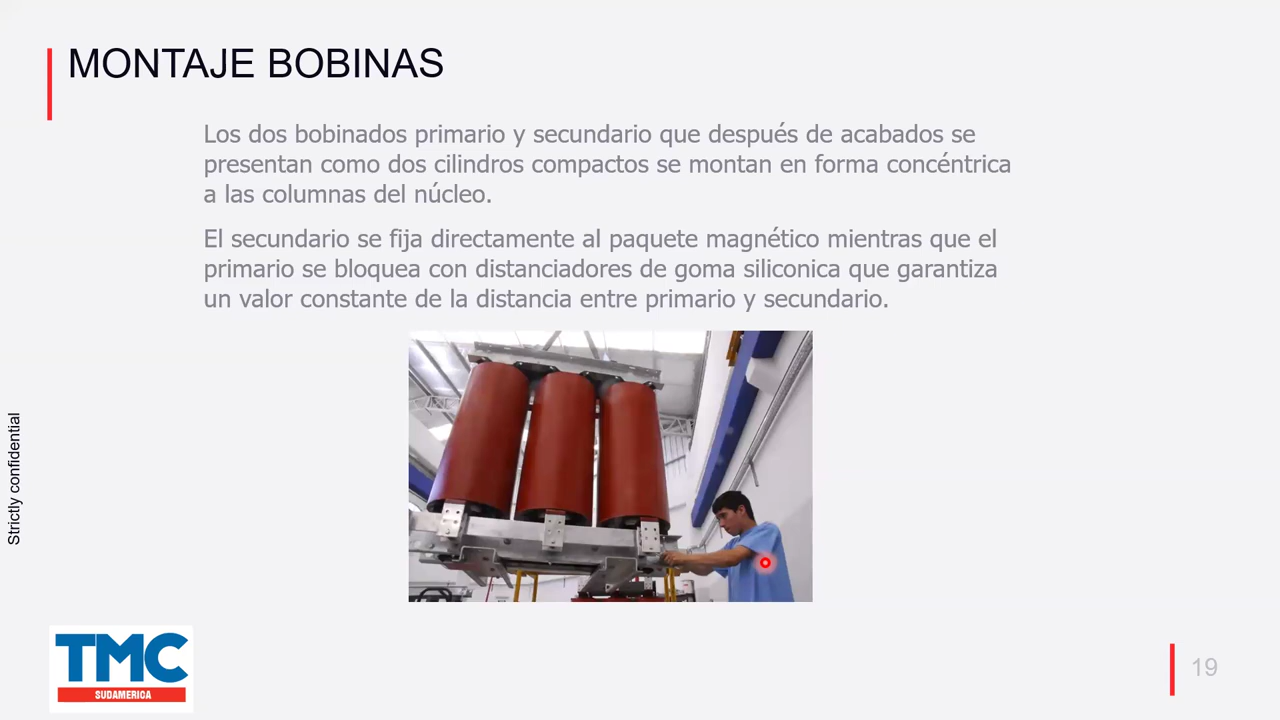 MONTAJE BOBINAS
Los dos bobinados primario y secundario que después de acabados se
presentan como dos cilindros compactos se montan en forma concéntrica
a las columnas del núcleo.
El secundario se fija directamente al paquete magnético mientras que el
primario se bloquea con distanciadores de goma siliconica que garantiza
un valor constante de la distancia entre primario y secundario.
Strictly confidential
TMC
SUDAMERICA
19